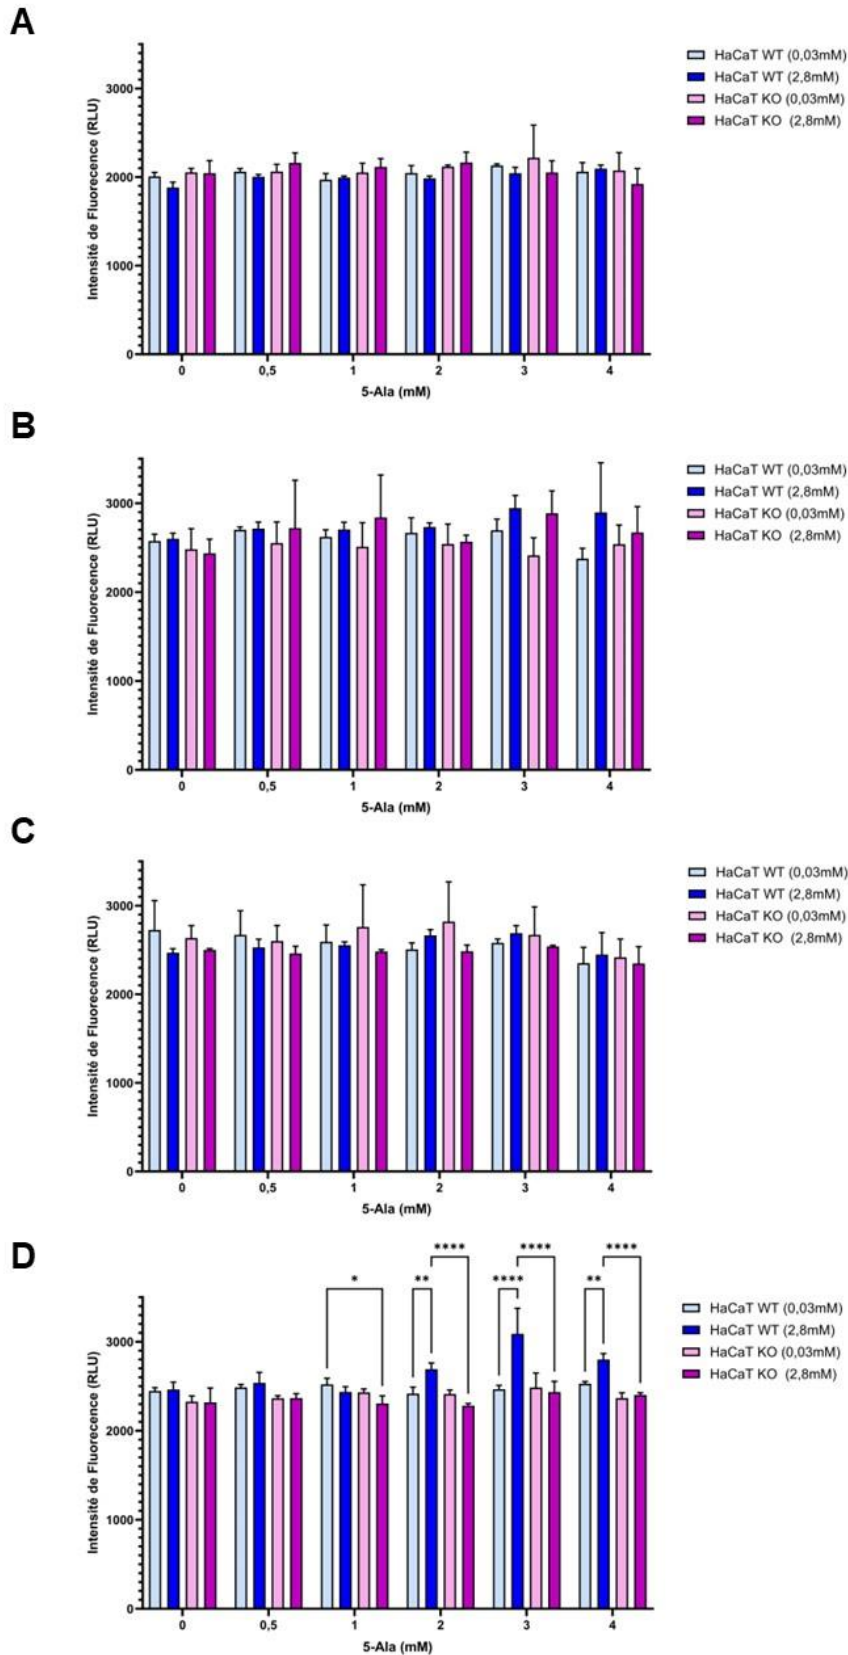 A
HaCaT WT (0,03mM)
HaCaT WT (2,8mM)
HaCaT KO (0,03mM)
HaCaT KO (2,8mM)
Intensité de Fluorecence (RLU)
3000
2000
1000
0
0 0,5 1 2 3 4
5-Ala (mM)
B
HaCaT WT (0,03mM)
HaCaT WT (2,8mM)
HaCaT KO (0,03mM)
HaCaT KO (2,8mM)
Intensité de Fluorecence (RLU)
3000
2000
1000
0
0 0,5 1 2 3 4
5-Ala (mM)
C
HaCaT WT (0,03mM)
HaCaT WT (2,8mM)
HaCaT KO (0,03mM)
HaCaT KO (2,8mM)
Intensité de Fluorecence (RLU)
3000
2000
1000
0
0 0,5 1 2 3 4
5-Ala (mM)
D
**** **** ****
* ** **** **
HaCaT WT (0,03mM)
HaCaT WT (2,8mM)
HaCaT KO (0,03mM)
HaCaT KO (2,8mM)
Intensité de Fluorecence (RLU)
3000
2000
1000
0
0 0,5 1 2 3 4
5-Ala (mM)